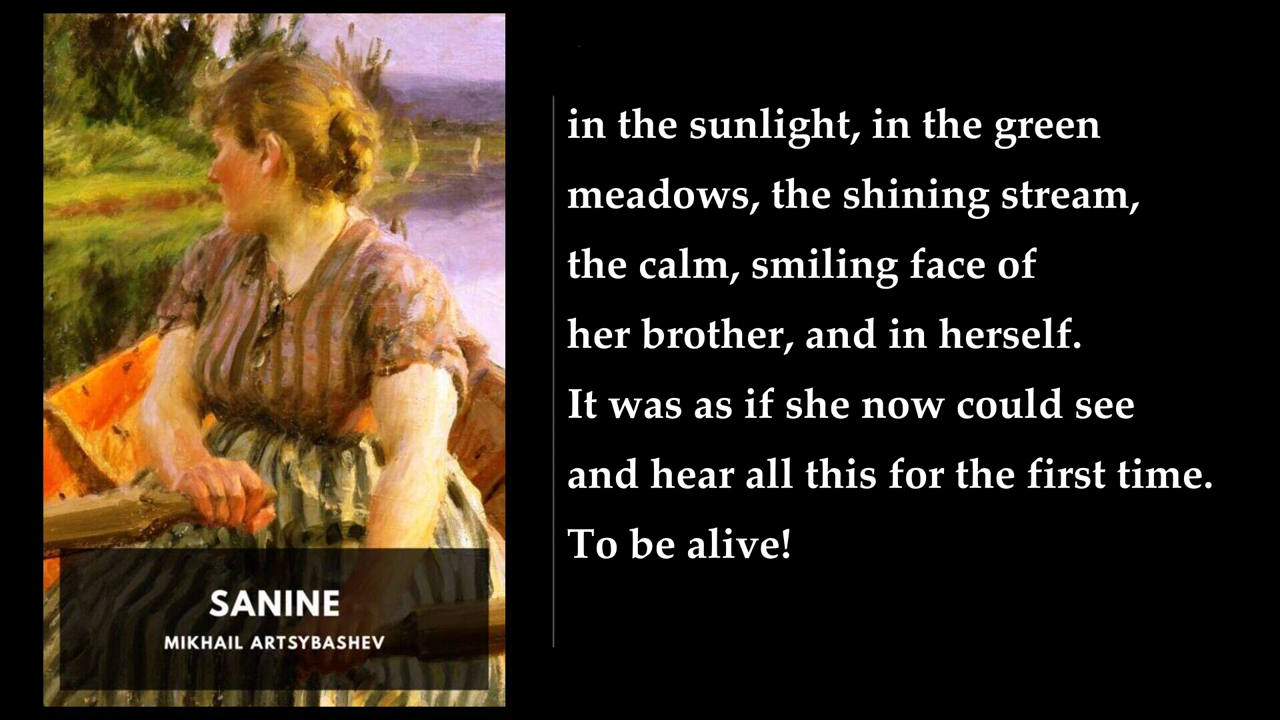 SANINE
MIKHAIL ARTSYBASHEV
in the sunlight, in the green
meadows, the shining stream,
the calm, smiling face of
her brother, and in herself.
It was as if she now could see
and hear all this for the first time.
To be alive!